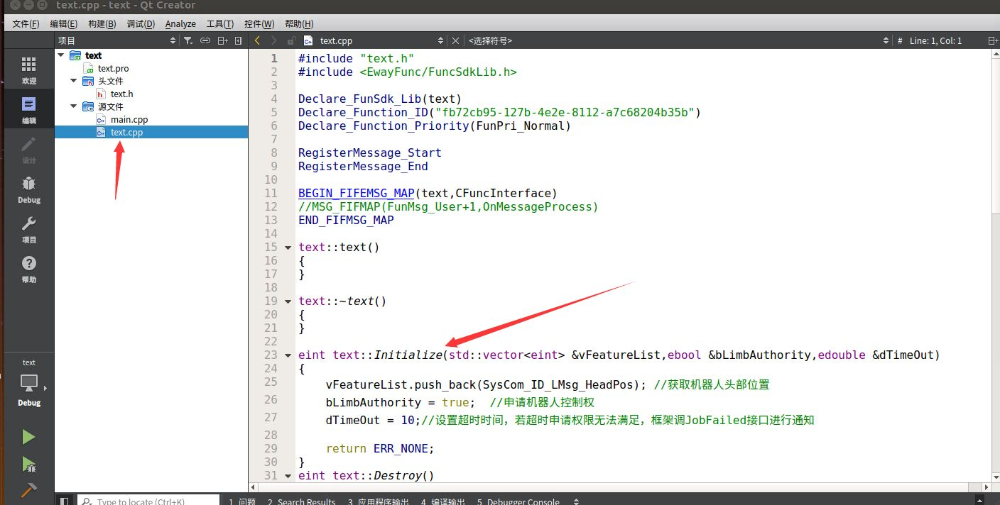 text.cpp - text - Qt Creator
文件(F) 编辑(E) 构建(B) 调试(D) Analyze 工具(T) 控件(W) 帮助(H)
项目
text.cpp
<选择符号>
# Line: 1, Col: 1
欢迎
编辑
设计
Debug
项目
帮助
text
Debug
text
text.pro
头文件
text.h
源文件
main.cpp
text.cpp
1 #include "text.h"
2 #include <EwayFunc/FuncSdkLib.h>
3
4 Declare_FunSdk_Lib(text)
5 Declare_Function_ID("fb72cb95-127b-4e2e-8112-a7c68204b35b")
6 Declare_Function_Priority(FunPri_Normal)
7
8 RegisterMessage_Start
9 RegisterMessage_End
10
11 BEGIN_FIFEMSG_MAP(text,CFuncInterface)
12 //MSG_FIFMAP(FunMsg_User+1,OnMessageProcess)
13 END_FIFMSG_MAP
14
15 text::text()
16 {
17 }
18
19 text::~text()
20 {
21 }
22
23 eint text::Initialize(std::vector<eint> &vFeatureList,ebool &bLimbAuthority,edouble &dTimeOut)
24 {
25 vFeatureList.push_back(SysCom_ID_LMsg_HeadPos); //获取机器人头部位置
26 bLimbAuthority = true; //申请机器人控制权
27 dTimeOut = 10;//设置超时时间，若超时申请权限无法满足，框架调JobFailed接口进行通知
28
29 return ERR_NONE;
30 }
31 eint text::Destroy()
Type to locate (Ctrl+K)
1 问题 2 Search Results 3 应用程序输出 4 编译输出 5 Debugger Console